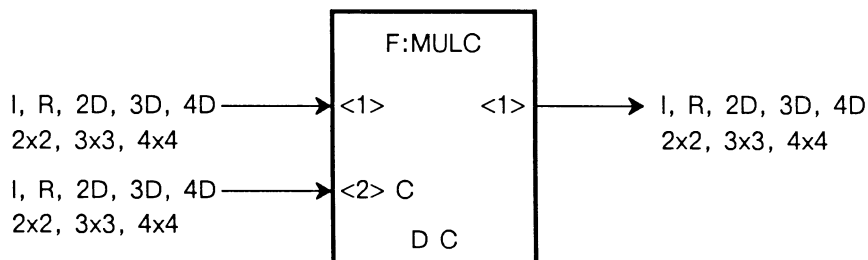 F:MULC
I, R, 2D, 3D, 4D <1> <1> I, R, 2D, 3D, 4D
2x2, 3x3, 4x4 2x2, 3x3, 4x4
I, R, 2D, 3D, 4D <2> C
2x2, 3x3, 4x4
D C